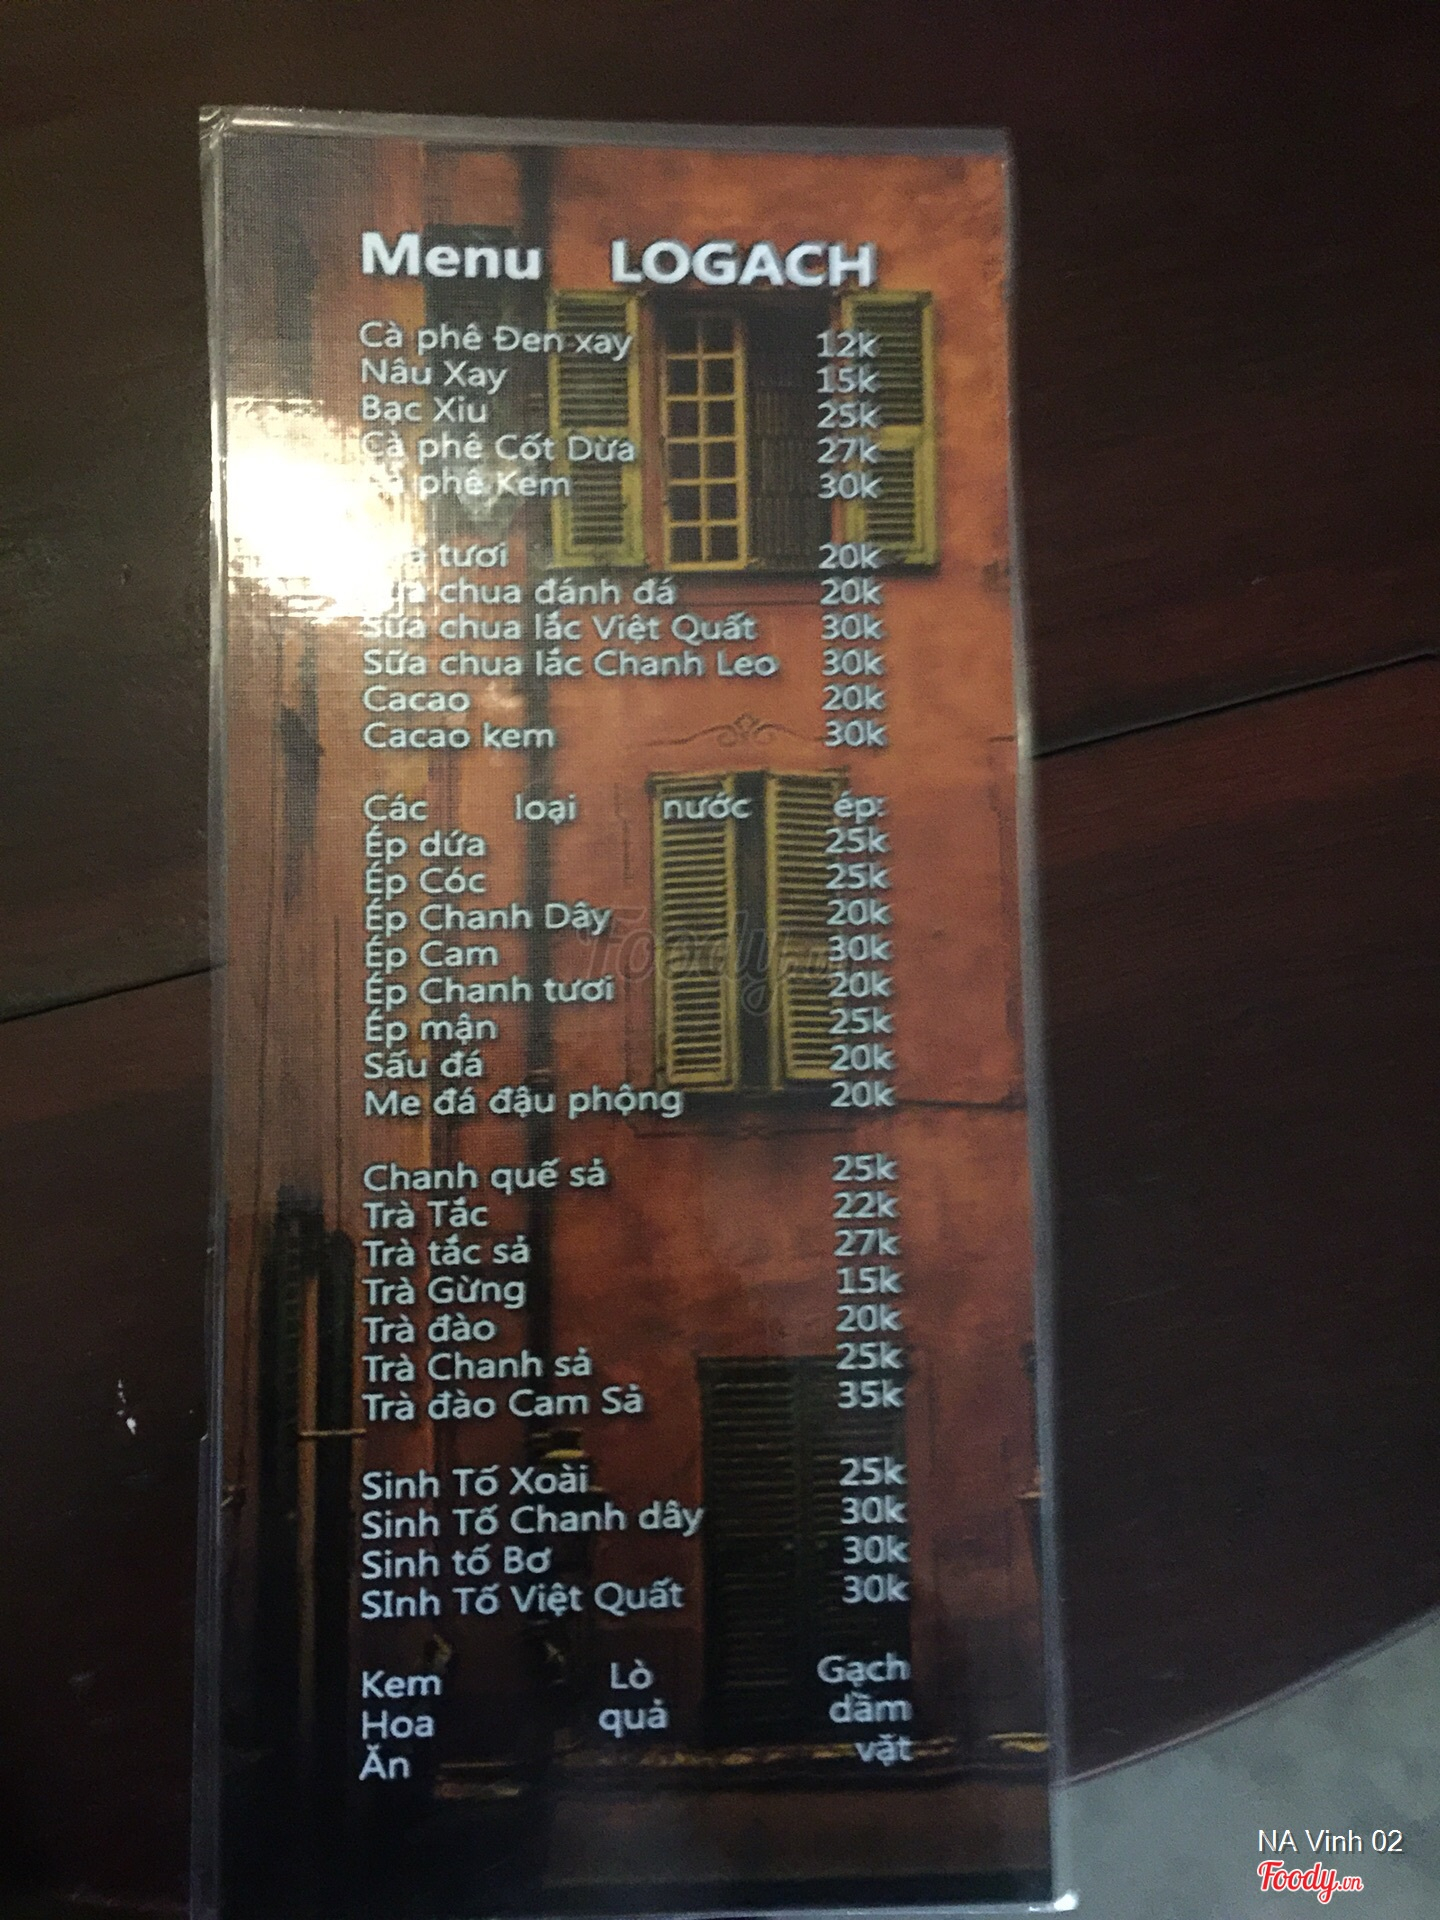 Menu LOGACH
Cà phê Đen xay 12k
Nâu Xay 15k
Bạc Xỉu 25k
Cà phê Cốt Dừa 27k
phê Kem 30k
tươi 20k
chua đánh đá 20k
Sữa chua lắc Việt Quất 30k
Sữa chua lắc Chanh Leo 30k
Cacao 20k
Cacao kem 30k
Các loại nước ép:
Ép dứa 25k
Ép Cóc 25k
Ép Chanh Dây 20k
Ép Cam 30k
Ép Chanh tươi 20k
Ép mận 25k
Sấu đá 20k
Me đá đậu phộng 20k
Chanh quế sả 25k
Trà Tắc 22k
Trà tắc sả 27k
Trà Gừng 15k
Trà đào 20k
Trà Chanh sả 25k
Trà đào Cam Sả 35k
Sinh Tố Xoài 25k
Sinh Tố Chanh dây 30k
Sinh tố Bơ 30k
SInh Tố Việt Quất 30k
Kem Lò Gạch
Hoa quả dầm
Ăn vặt
Foody.vn
NA Vinh 02
Foody.vn